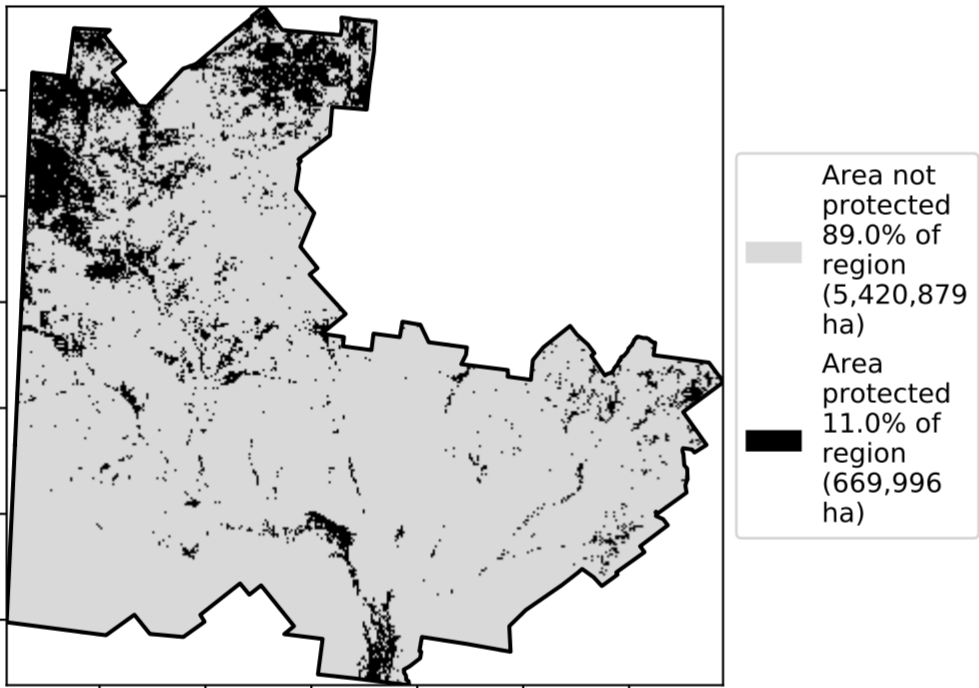 Area not
protected
89.0% of
region
(5,420,879
ha)
Area
protected
11.0% of
region
(669,996
ha)